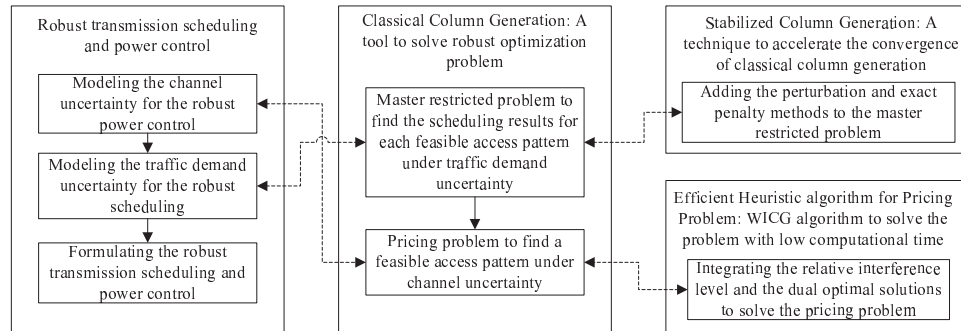 Robust transmission scheduling
and power control
Modeling the channel
uncertainty for the robust
power control
Modeling the traffic demand
uncertainty for the robust
scheduling
Formulating the robust
transmission scheduling and
power control
Classical Column Generation: A
tool to solve robust optimization
problem
Master restricted problem to
find the scheduling results for
each feasible access pattern
under traffic demand
uncertainty
Pricing problem to find a
feasible access pattern under
channel uncertainty
Stabilized Column Generation: A
technique to accelerate the convergence
of classical column generation
Adding the perturbation and exact
penalty methods to the master
restricted problem
Efficient Heuristic algorithm for Pricing
Problem: WICG algorithm to solve the
problem with low computational time
Integrating the relative interference
level and the dual optimal solutions
to solve the pricing problem